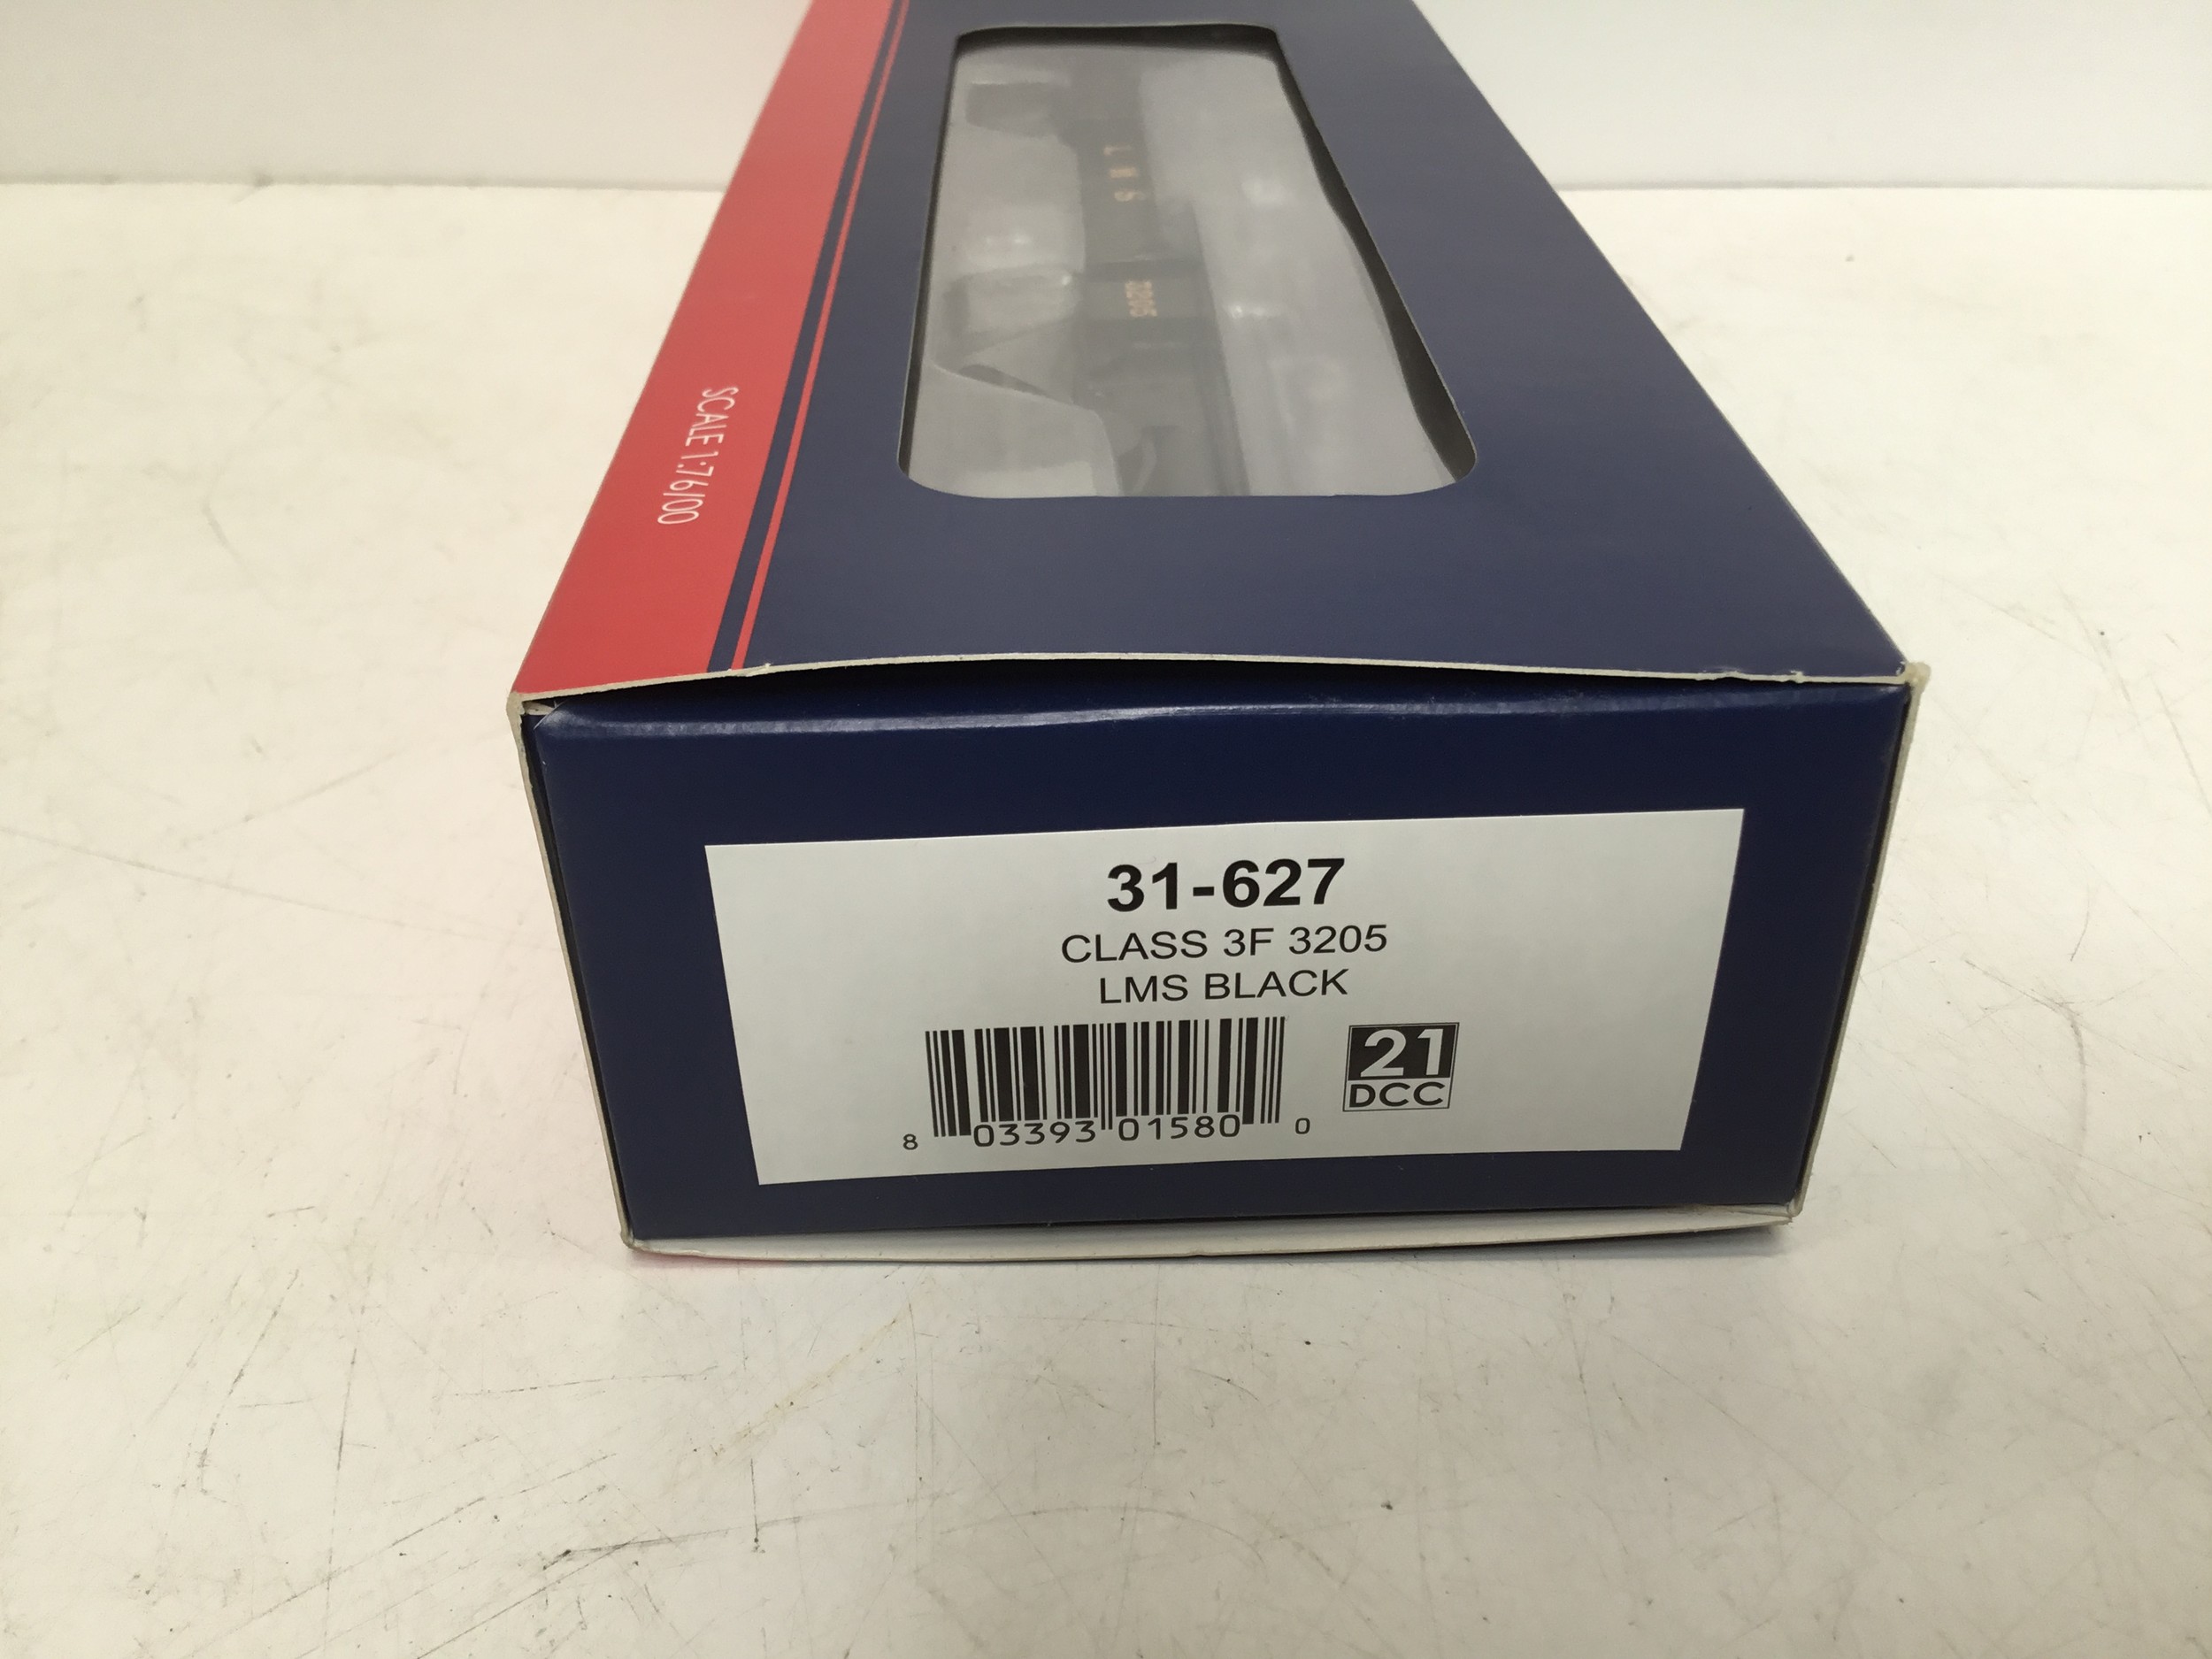 LMS
3205
SCALE 1:76/00
31-627
CLASS 3F 3205
LMS BLACK
8 03393 01580 0
21
DCC